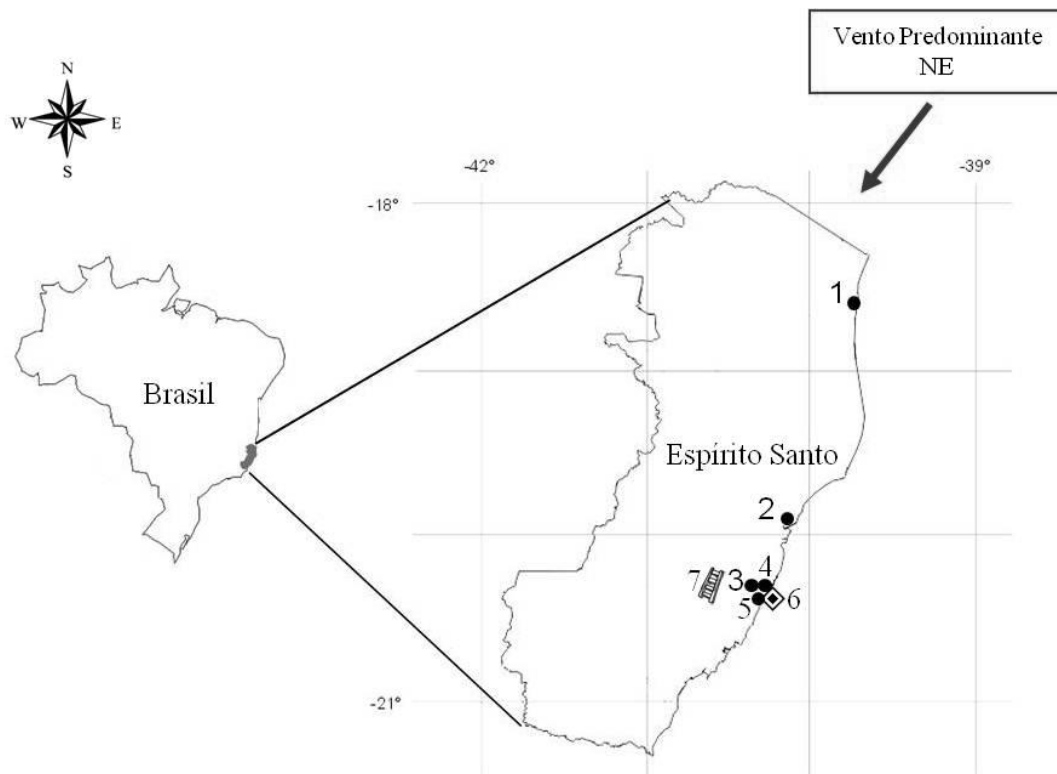 Vento Predominante
NE
N
W E
S
-42° -39°
-18°
1
Brasil
Espírito Santo
2
7 3 4
5 6
-21°